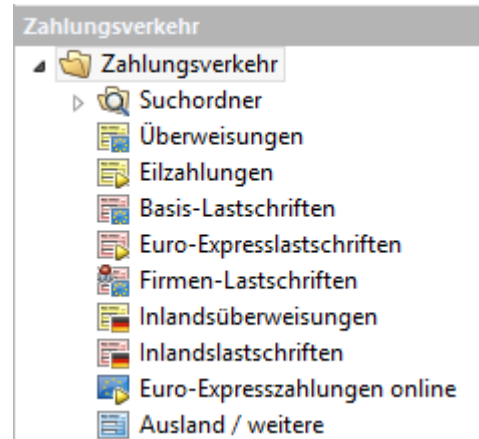 Zahlungsverkehr
Zahlungsverkehr
Suchordner
Überweisungen
Eilzahlungen
Basis-Lastschriften
Euro-Expresslastschriften
Firmen-Lastschriften
Inlandsüberweisungen
Inlandslastschriften
Euro-Expresszahlungen online
Ausland / weitere